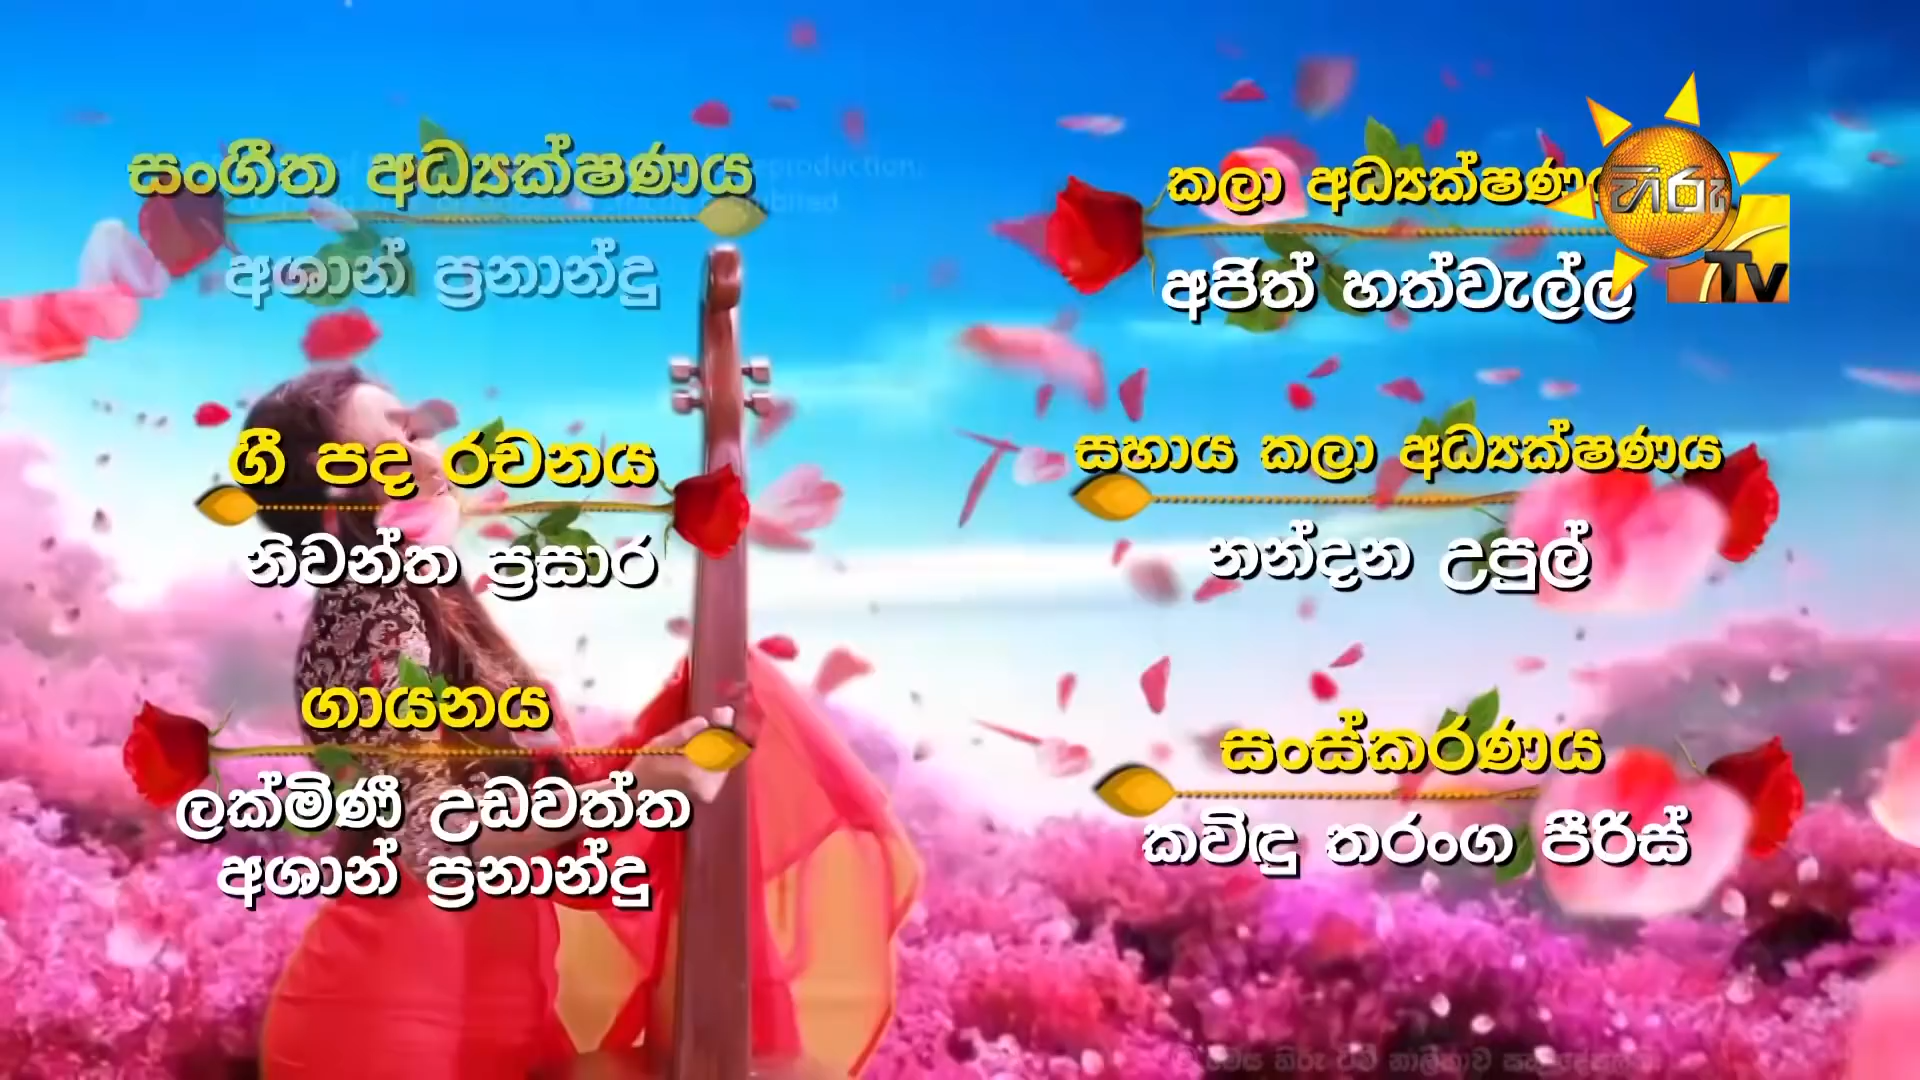 සංගීත අධ්‍යක්ෂණය
අශාන් ප්‍රනාන්දු
ගී පද රචනය
නිවන්ත ප්‍රසාර
ගායනය
ලක්මිණී උඩවත්ත
අශාන් ප්‍රනාන්දු
කලා අධ්‍යක්ෂණය
අජිත් හත්වැල්ල
සහාය කලා අධ්‍යක්ෂණය
නන්දන උපුල්
සංස්කරණය
කවිඳු තරංග පීරිස්
හිරු
TV